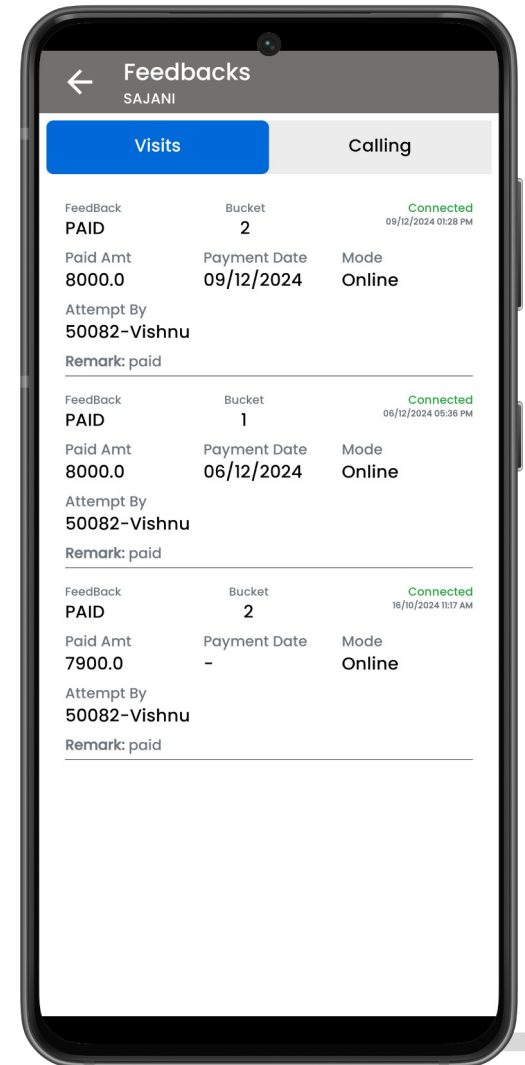 Feedbacks
SAJANI
Visits Calling
FeedBack Bucket Connected
PAID 2 09/12/2024 01:28 PM
Paid Amt Payment Date Mode
8000.0 09/12/2024 Online
Attempt By
50082-Vishnu
Remark: paid
FeedBack Bucket Connected
PAID 1 06/12/2024 05:36 PM
Paid Amt Payment Date Mode
8000.0 06/12/2024 Online
Attempt By
50082-Vishnu
Remark: paid
FeedBack Bucket Connected
PAID 2 16/10/2024 11:17 AM
Paid Amt Payment Date Mode
7900.0 - Online
Attempt By
50082-Vishnu
Remark: paid